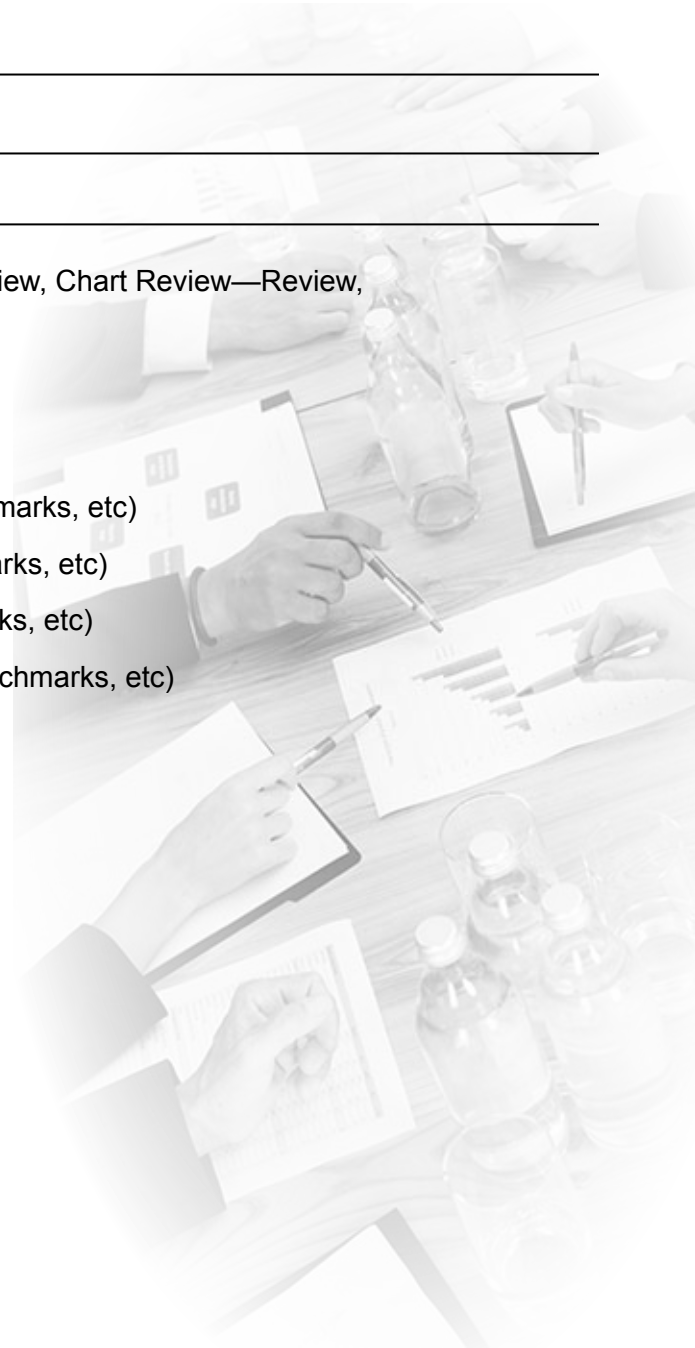 iew, Chart Review—Review,
marks, etc)
arks, etc)
ks, etc)
chmarks, etc)